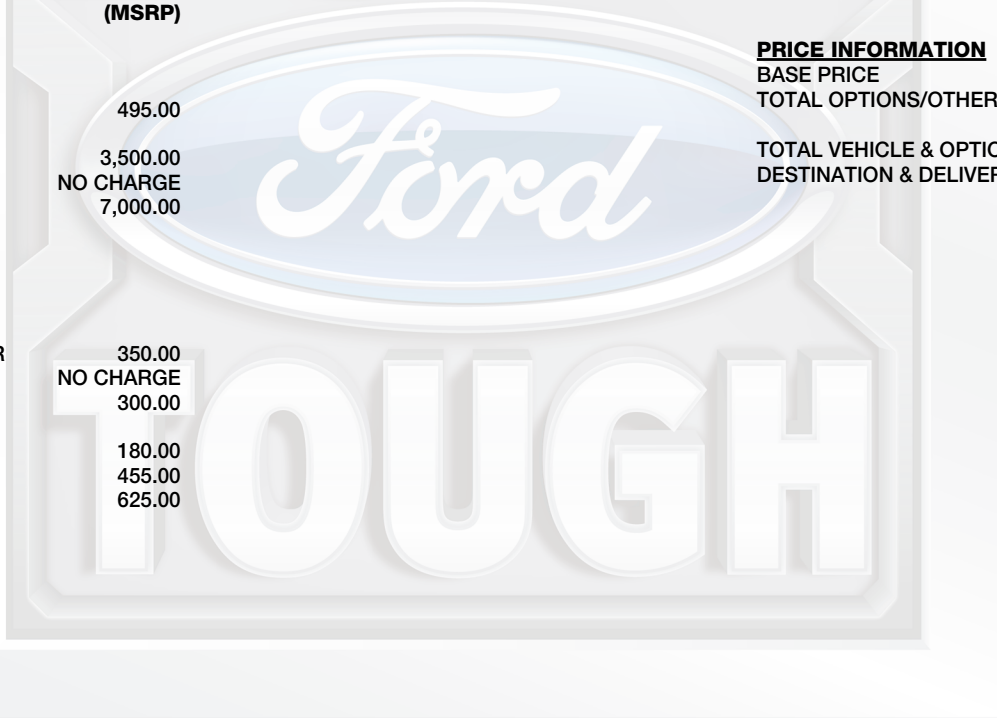 (MSRP)
495.00
3,500.00
NO CHARGE
7,000.00
R
350.00
NO CHARGE
300.00
180.00
455.00
625.00
PRICE INFORMATION
BASE PRICE
TOTAL OPTIONS/OTHER
TOTAL VEHICLE & OPTIO
DESTINATION & DELIVER
Ford
TOUGH